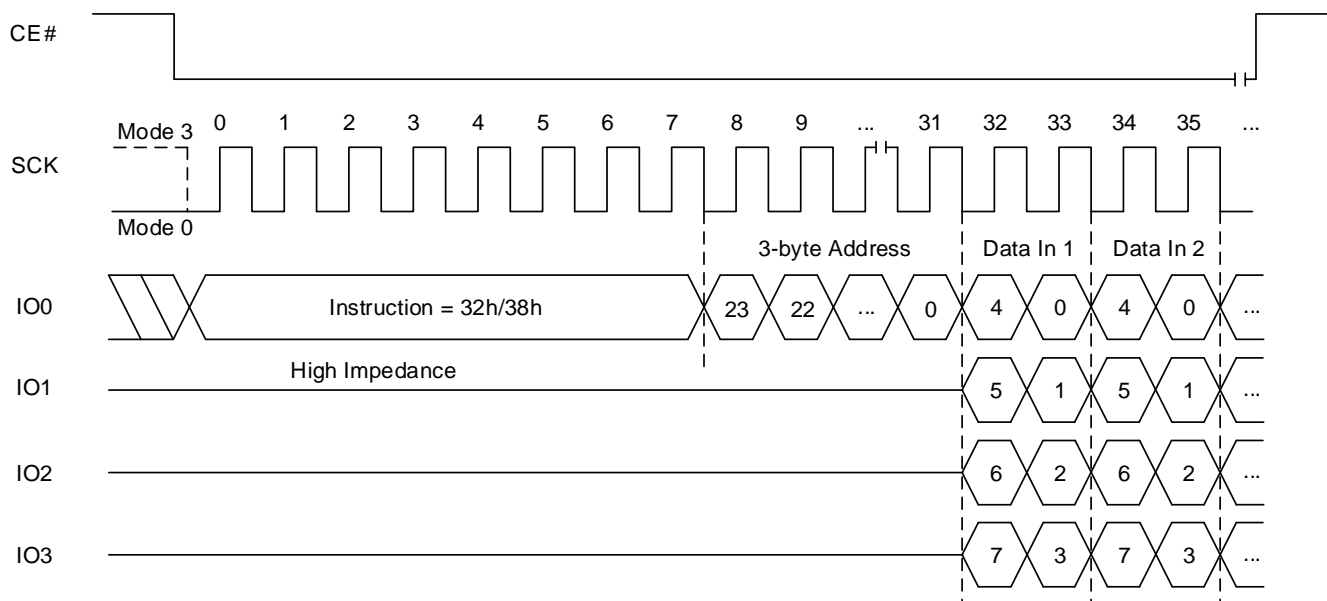 CE#
0 1 2 3 4 5 6 7 8 9 ... 31 32 33 34 35 ...
Mode 3
SCK
Mode 0
3-byte Address Data In 1 Data In 2
IO0 Instruction = 32h/38h 23 22 ... 0 4 0 4 0 ...
High Impedance
IO1 5 1 5 1 ...
IO2 6 2 6 2 ...
IO3 7 3 7 3 ...